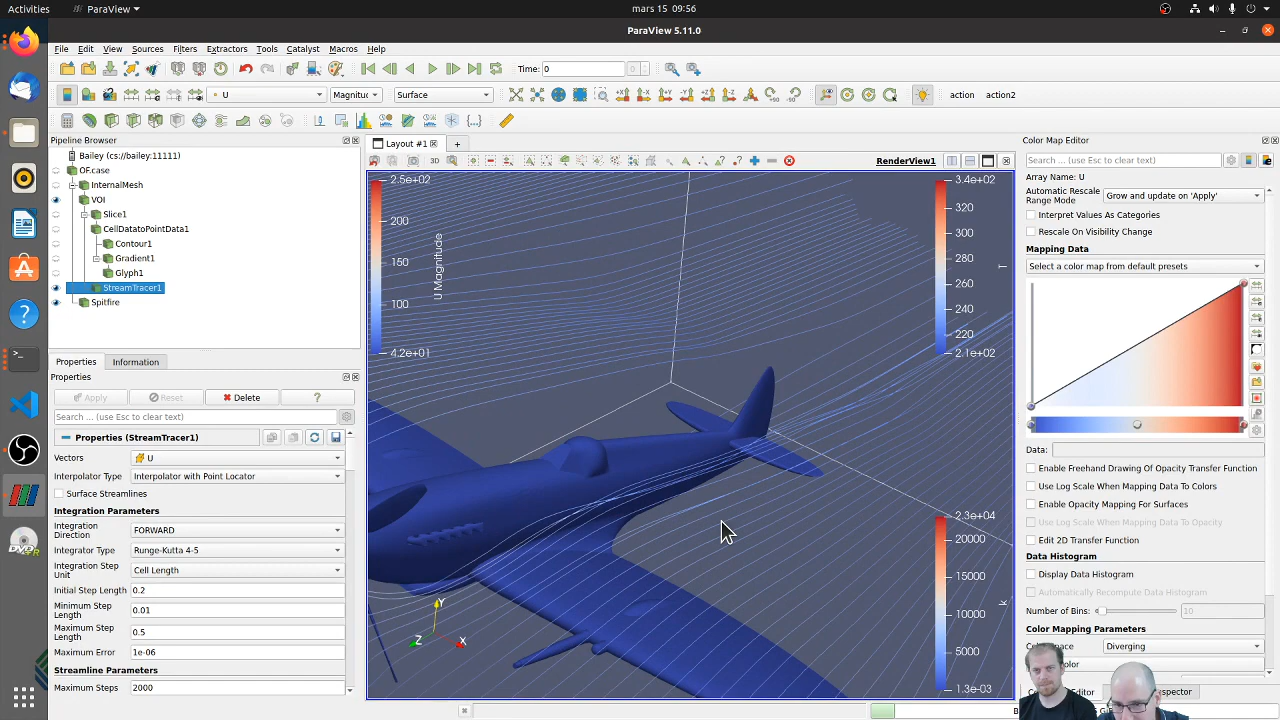 Activities
ParaView
mars 15 09:56
ParaView 5.11.0
File Edit View Sources Filters Extractors Tools Catalyst Macros Help
Time: 0
0
U
Magnituc
Surface
action action2
Pipeline Browser
Layout #1
Color Map Editor
RenderView1
3D
Search ... (use Esc to clear text)
Bailey (cs://bailey:11111)
OF.case
InternalMesh
VOI
Slice1
CellDatatoPointData1
Contour1
Gradient1
Glyph1
StreamTracer1
Spitfire
Properties
Information
Properties
Apply
Reset
Delete
?
Search ... (use Esc to clear text)
Properties (StreamTracer1)
Vectors
U
Interpolator Type
Interpolator with Point Locator
Surface Streamlines
Integration Parameters
Integration Direction
FORWARD
Integrator Type
Runge-Kutta 4-5
Integration Step Unit
Cell Length
Initial Step Length
0.2
Minimum Step Length
0.01
Maximum Step Length
0.5
Maximum Error
1e-06
Streamline Parameters
Maximum Steps
2000
2.5e+02
200
150
100
4.2e+01
U Magnitude
3.4e+02
320
300
280
260
240
220
2.1e+02
T
2.3e+04
20000
15000
10000
5000
1.3e-03
k
Y
Z
X
Array Name: U
Automatic Rescale Range Mode
Grow and update on 'Apply'
Interpret Values As Categories
Rescale On Visibility Change
Mapping Data
Select a color map from default presets
Data:
Enable Freehand Drawing Of Opacity Transfer Function
Use Log Scale When Mapping Data To Colors
Enable Opacity Mapping For Surfaces
Use Log Scale When Mapping Data To Opacity
Edit 2D Transfer Function
Data Histogram
Display Data Histogram
Automatically Recompute Data Histogram
Number of Bins:
10
Color Mapping Parameters
Diverging